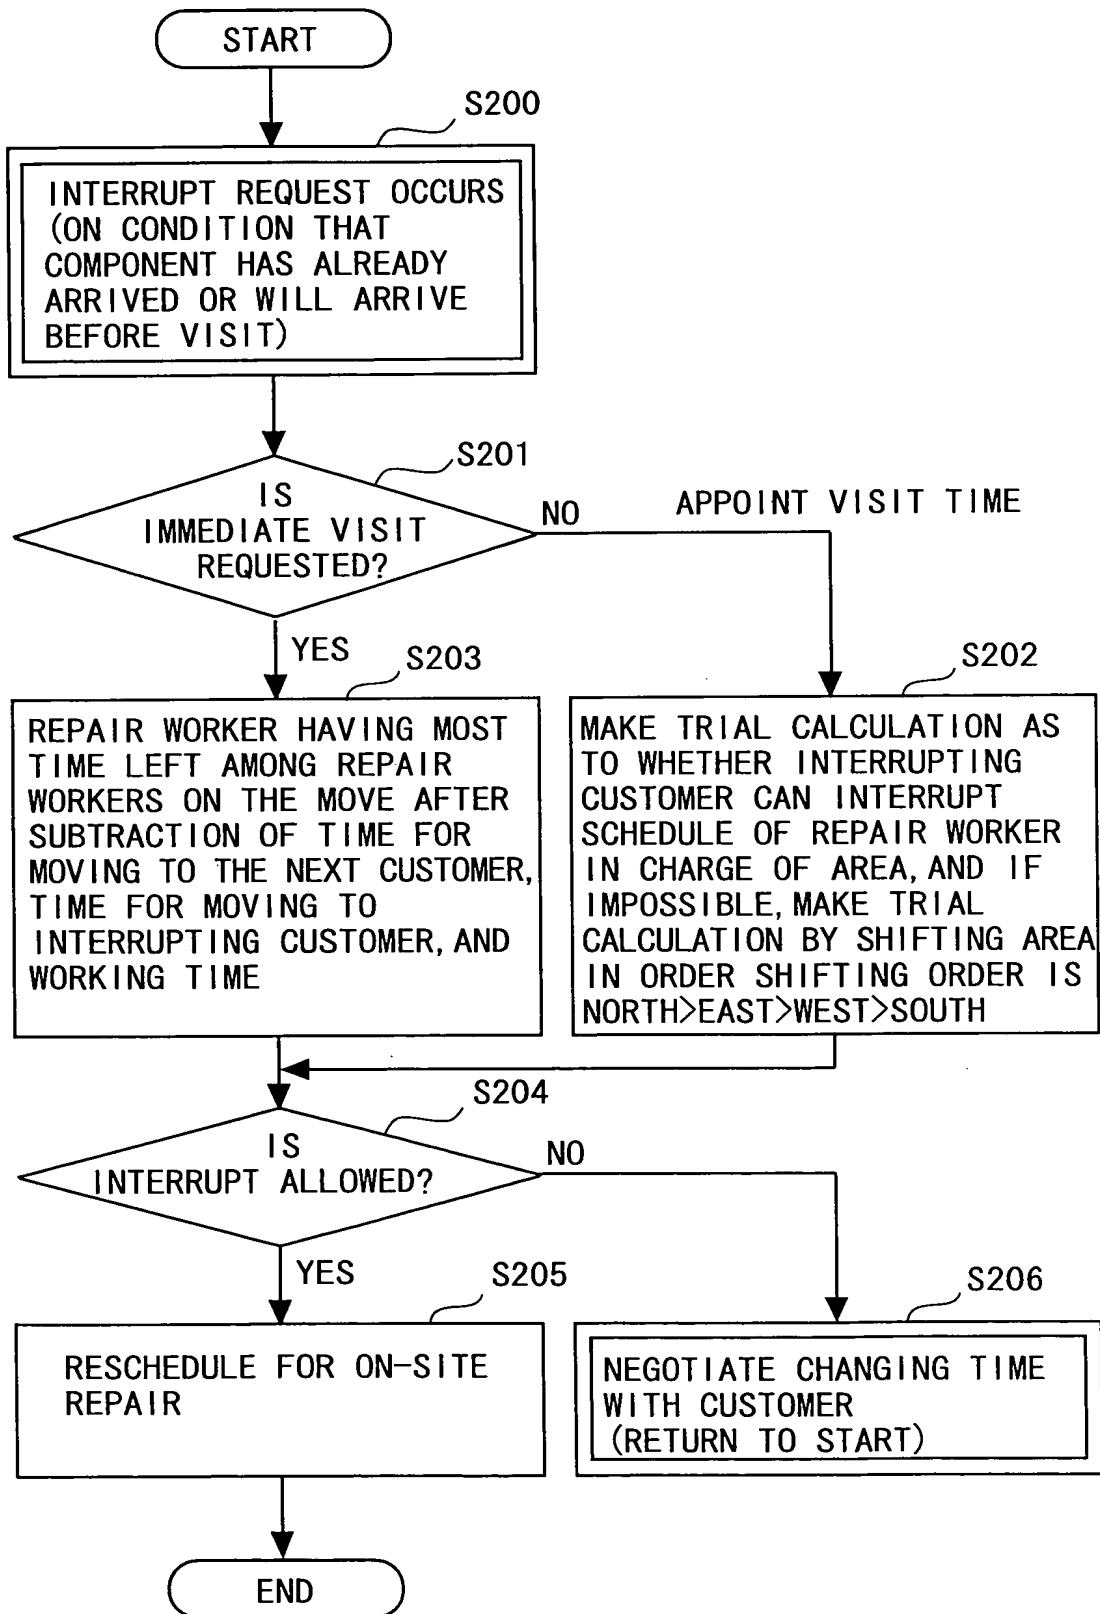 START
S200
INTERRUPT REQUEST OCCURS
(ON CONDITION THAT
COMPONENT HAS ALREADY
ARRIVED OR WILL ARRIVE
BEFORE VISIT)
S201
IS
IMMEDIATE VISIT
REQUESTED?
NO
APPOINT VISIT TIME
YES
S203
REPAIR WORKER HAVING MOST
TIME LEFT AMONG REPAIR
WORKERS ON THE MOVE AFTER
SUBTRACTION OF TIME FOR
MOVING TO THE NEXT CUSTOMER,
TIME FOR MOVING TO
INTERRUPTING CUSTOMER, AND
WORKING TIME
S202
MAKE TRIAL CALCULATION AS
TO WHETHER INTERRUPTING
CUSTOMER CAN INTERRUPT
SCHEDULE OF REPAIR WORKER
IN CHARGE OF AREA, AND IF
IMPOSSIBLE, MAKE TRIAL
CALCULATION BY SHIFTING AREA
IN ORDER SHIFTING ORDER IS
NORTH>EAST>WEST>SOUTH
S204
IS
INTERRUPT ALLOWED?
NO
YES
S205
RESCHEDULE FOR ON-SITE
REPAIR
S206
NEGOTIATE CHANGING TIME
WITH CUSTOMER
(RETURN TO START)
END